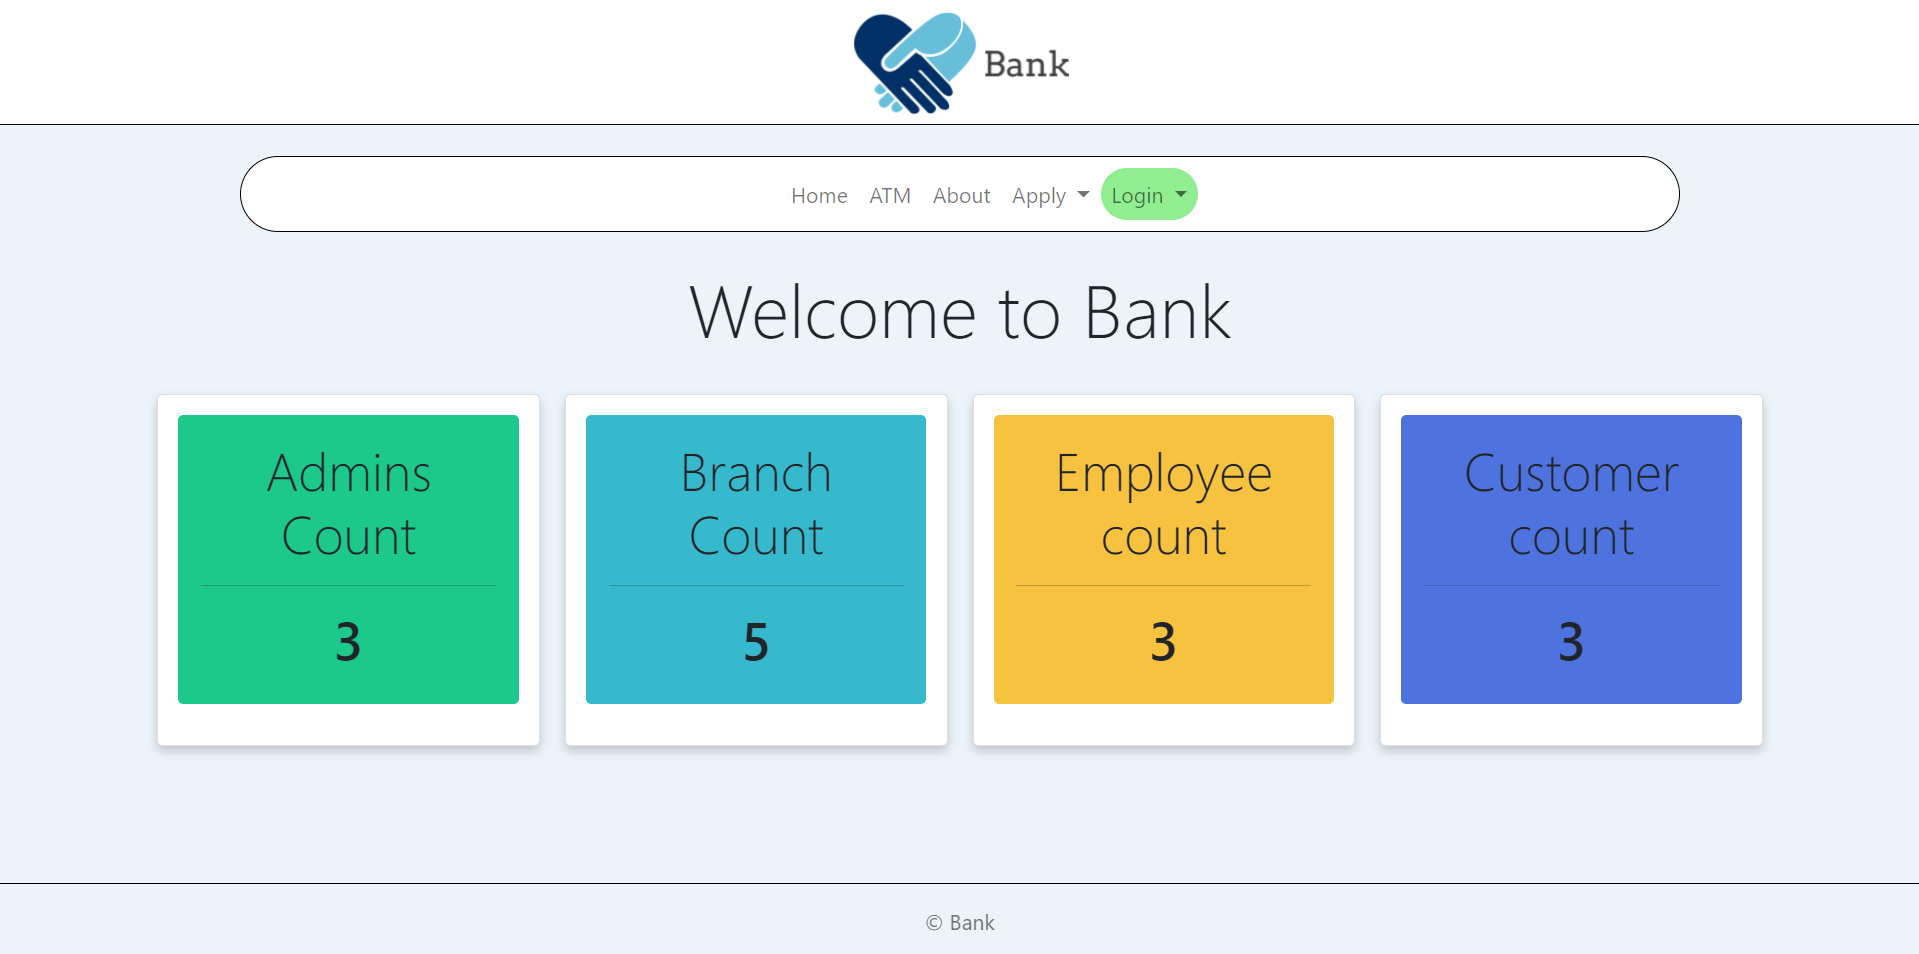 Bank
Home ATM About Apply Login
Welcome to Bank
Admins
Count
3
Branch
Count
5
Employee
count
3
Customer
count
3
© Bank